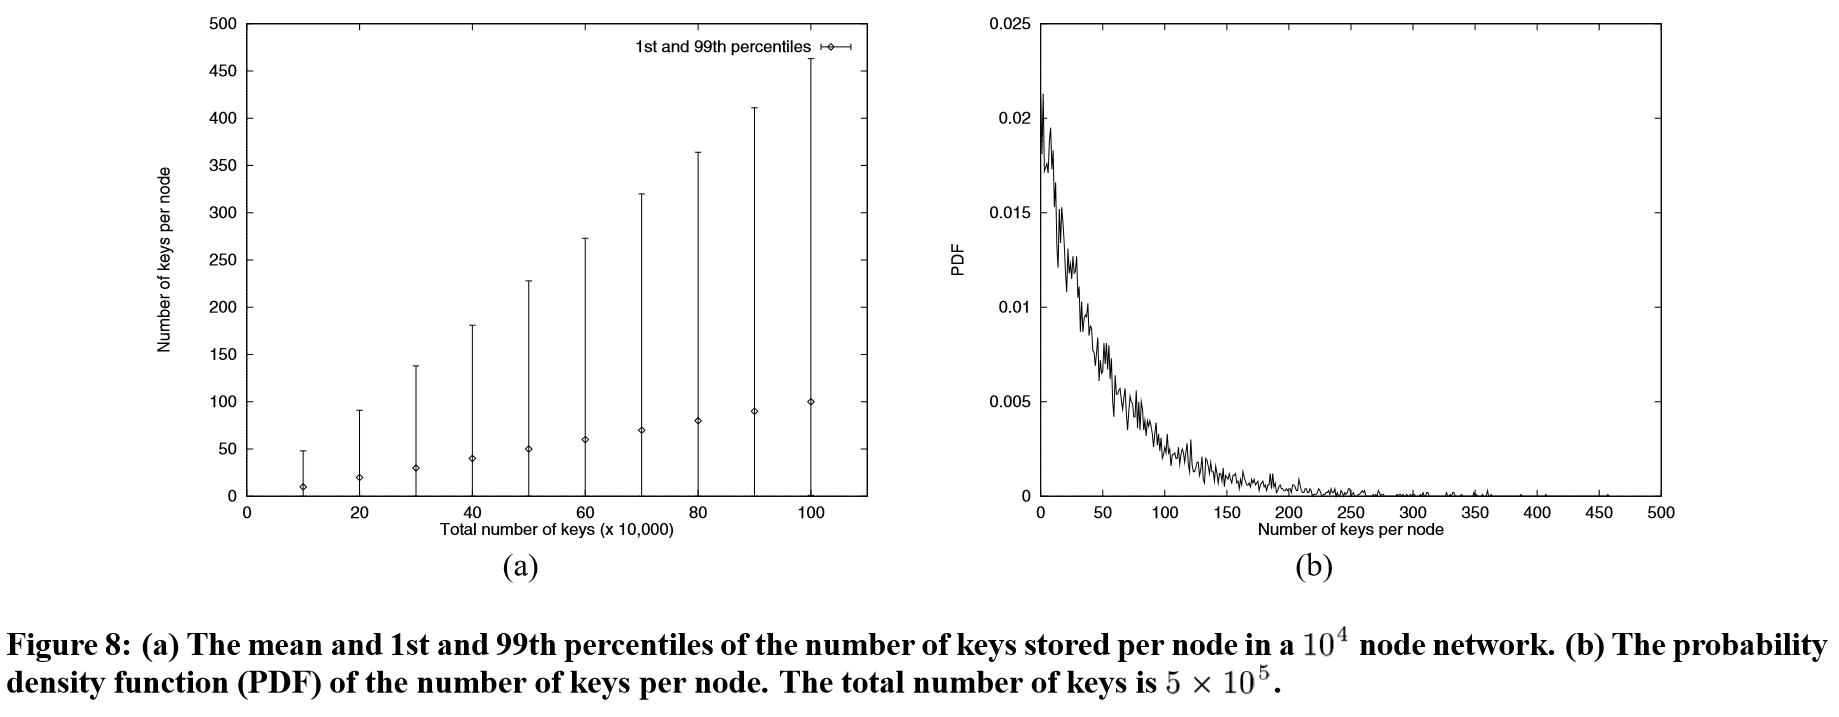 500
450
400
350
300
250
200
150
100
50
0
Number of keys per node
1st and 99th percentiles
0 20 40 60 80 100
Total number of keys (x 10,000)
(a)
0.025
0.02
0.015
0.01
0.005
0
PDF
0 50 100 150 200 250 300 350 400 450 500
Number of keys per node
(b)
Figure 8: (a) The mean and 1st and 99th percentiles of the number of keys stored per node in a 10⁴ node network. (b) The probability
density function (PDF) of the number of keys per node. The total number of keys is 5 × 10⁵.